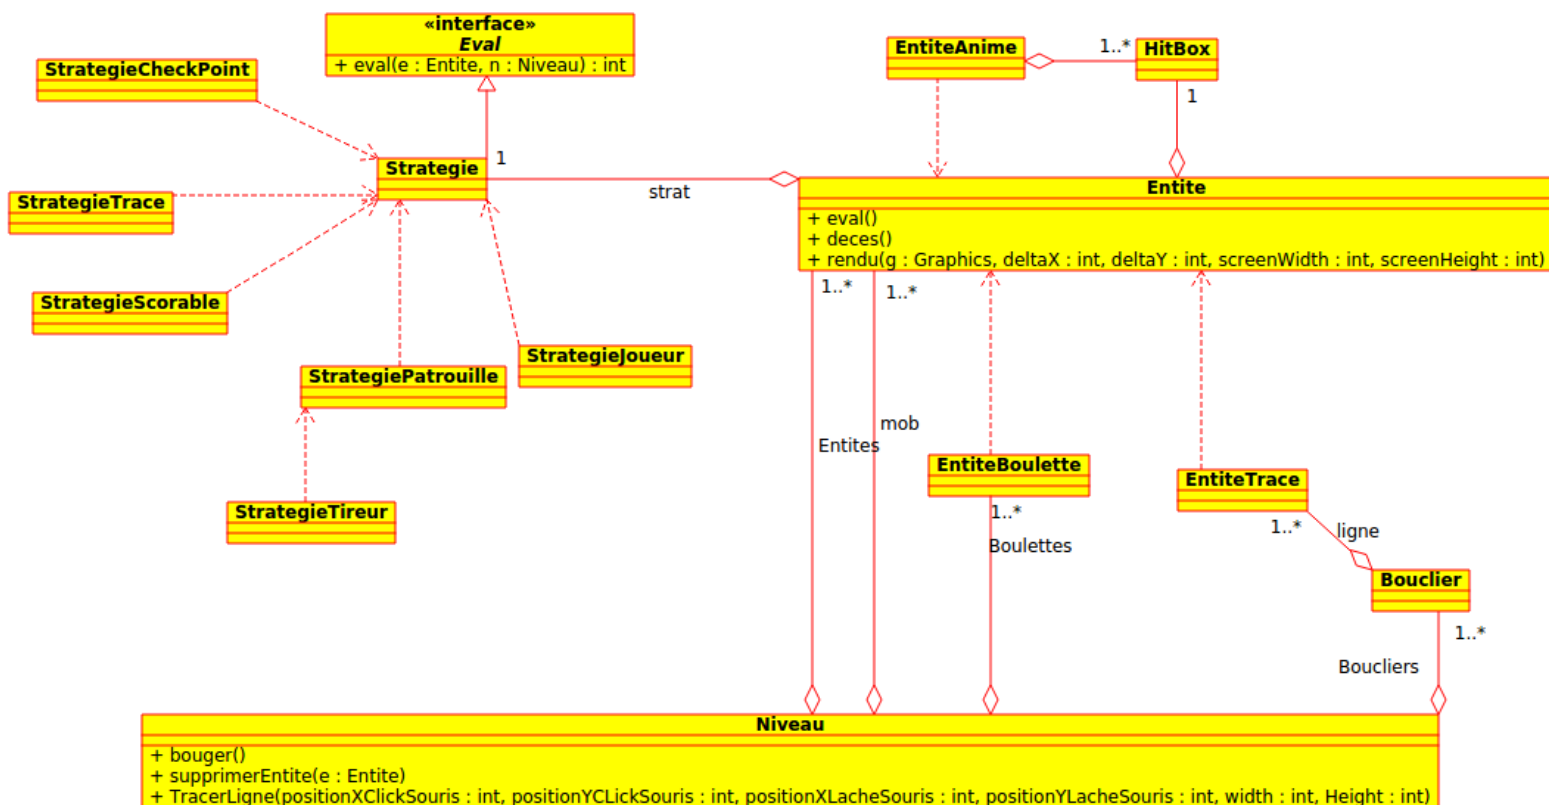 «interface»
Eval
+ eval(e : Entite, n : Niveau) : int
EntiteAnime
1..*
HitBox
StrategieCheckPoint
1
Strategie
1
strat
Entite
StrategieTrace
+ eval()
+ deces()
+ rendu(g : Graphics, deltaX : int, deltaY : int, screenWidth : int, screenHeight : int)
1..*
1..*
StrategieScorable
StrategieJoueur
StrategiePatrouille
mob
Entites
EntiteBoulette
EntiteTrace
StrategieTireur
1..*
1..*
ligne
Boulettes
Bouclier
1..*
Boucliers
Niveau
+ bouger()
+ supprimerEntite(e : Entite)
+ TracerLigne(positionXClickSouris : int, positionYCLickSouris : int, positionXLacheSouris : int, positionYLacheSouris : int, width : int, Height : int)